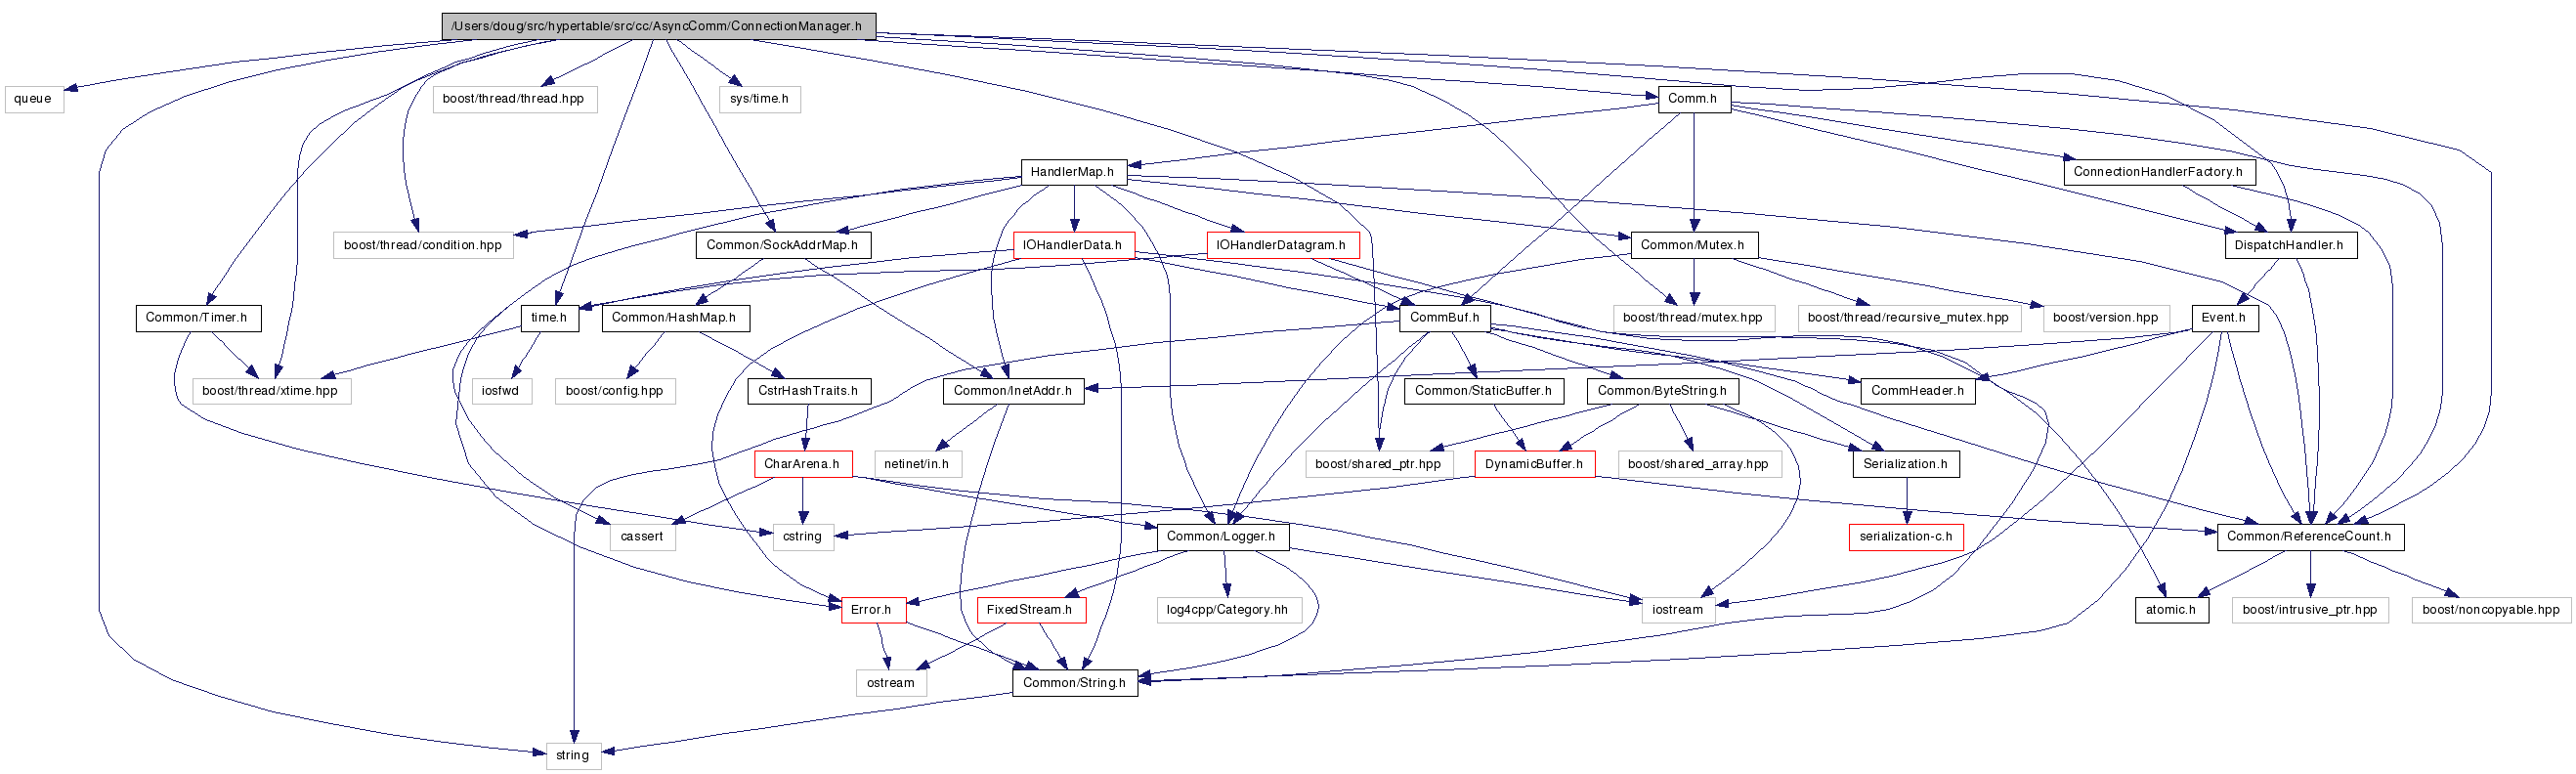 /Users/doug/src/hypertable/src/cc/AsyncComm/ConnectionManager.h
queue
boost/thread/thread.hpp
sys/time.h
Comm.h
HandlerMap.h
ConnectionHandlerFactory.h
boost/thread/condition.hpp
Common/SockAddrMap.h
IOHandlerData.h
IOHandlerDatagram.h
Common/Mutex.h
DispatchHandler.h
Common/Timer.h
time.h
Common/HashMap.h
CommBuf.h
boost/thread/mutex.hpp
boost/thread/recursive_mutex.hpp
boost/version.hpp
Event.h
boost/thread/xtime.hpp
iosfwd
boost/config.hpp
CstrHashTraits.h
Common/InetAddr.h
Common/StaticBuffer.h
Common/ByteString.h
CommHeader.h
CharArena.h
netinet/in.h
boost/shared_ptr.hpp
DynamicBuffer.h
boost/shared_array.hpp
Serialization.h
cassert
cstring
Common/Logger.h
serialization-c.h
Common/ReferenceCount.h
Error.h
FixedStream.h
log4cpp/Category.hh
iostream
atomic.h
boost/intrusive_ptr.hpp
boost/noncopyable.hpp
ostream
Common/String.h
string